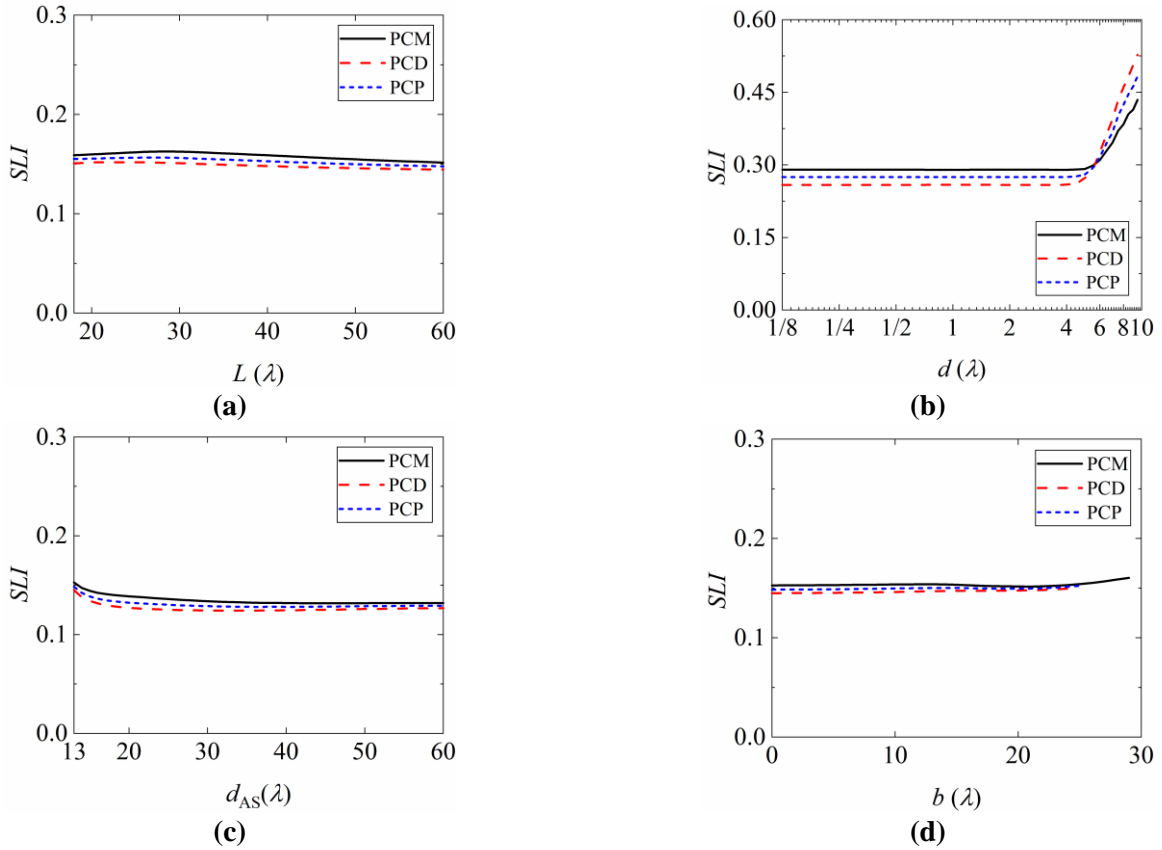 0.3
0.2
0.1
0.0
SLI
PCM
PCD
PCP
20 30 40 50 60
L (λ)
(a)
0.60
0.45
0.30
0.15
0.00
SLI
PCM
PCD
PCP
1/8 1/4 1/2 1 2 4 6 8 10
d (λ)
(b)
0.3
0.2
0.1
0.0
SLI
PCM
PCD
PCP
13 20 30 40 50 60
d_AS(λ)
(c)
0.3
0.2
0.1
0.0
SLI
PCM
PCD
PCP
0 10 20 30
b (λ)
(d)